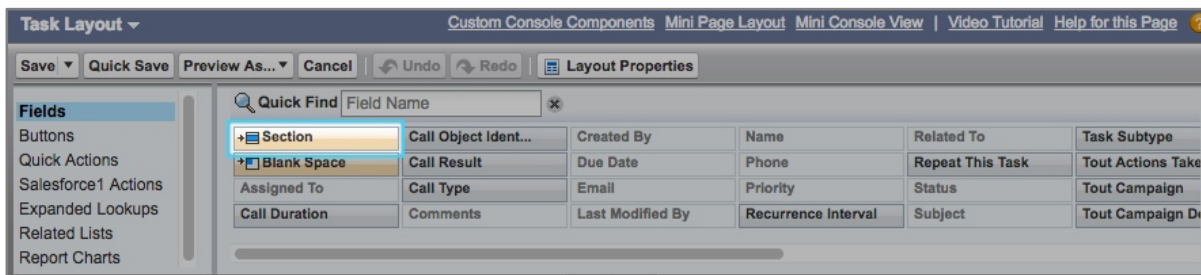 Task Layout Custom Console Components Mini Page Layout Mini Console View | Video Tutorial Help for this Page
Save Quick Save Preview As... Cancel Undo Redo Layout Properties
Fields Quick Find Field Name
Buttons Section Call Object Ident... Created By Name Related To Task Subtype
Quick Actions Blank Space Call Result Due Date Phone Repeat This Task Tout Actions Take
Salesforce1 Actions Assigned To Call Type Email Priority Status Tout Campaign
Expanded Lookups Call Duration Comments Last Modified By Recurrence Interval Subject Tout Campaign De
Related Lists
Report Charts